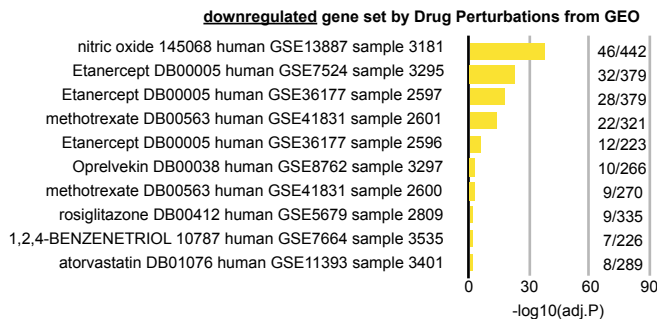 downregulated gene set by Drug Perturbations from GEO
nitric oxide 145068 human GSE13887 sample 3181 46/442
Etanercept DB00005 human GSE7524 sample 3295 32/379
Etanercept DB00005 human GSE36177 sample 2597 28/379
methotrexate DB00563 human GSE41831 sample 2601 22/321
Etanercept DB00005 human GSE36177 sample 2596 12/223
Oprelvekin DB00038 human GSE8762 sample 3297 10/266
methotrexate DB00563 human GSE41831 sample 2600 9/270
rosiglitazone DB00412 human GSE5679 sample 2809 9/335
1,2,4-BENZENETRIOL 10787 human GSE7664 sample 3535 7/226
atorvastatin DB01076 human GSE11393 sample 3401 8/289
0 30 60 90
-log10(adj.P)